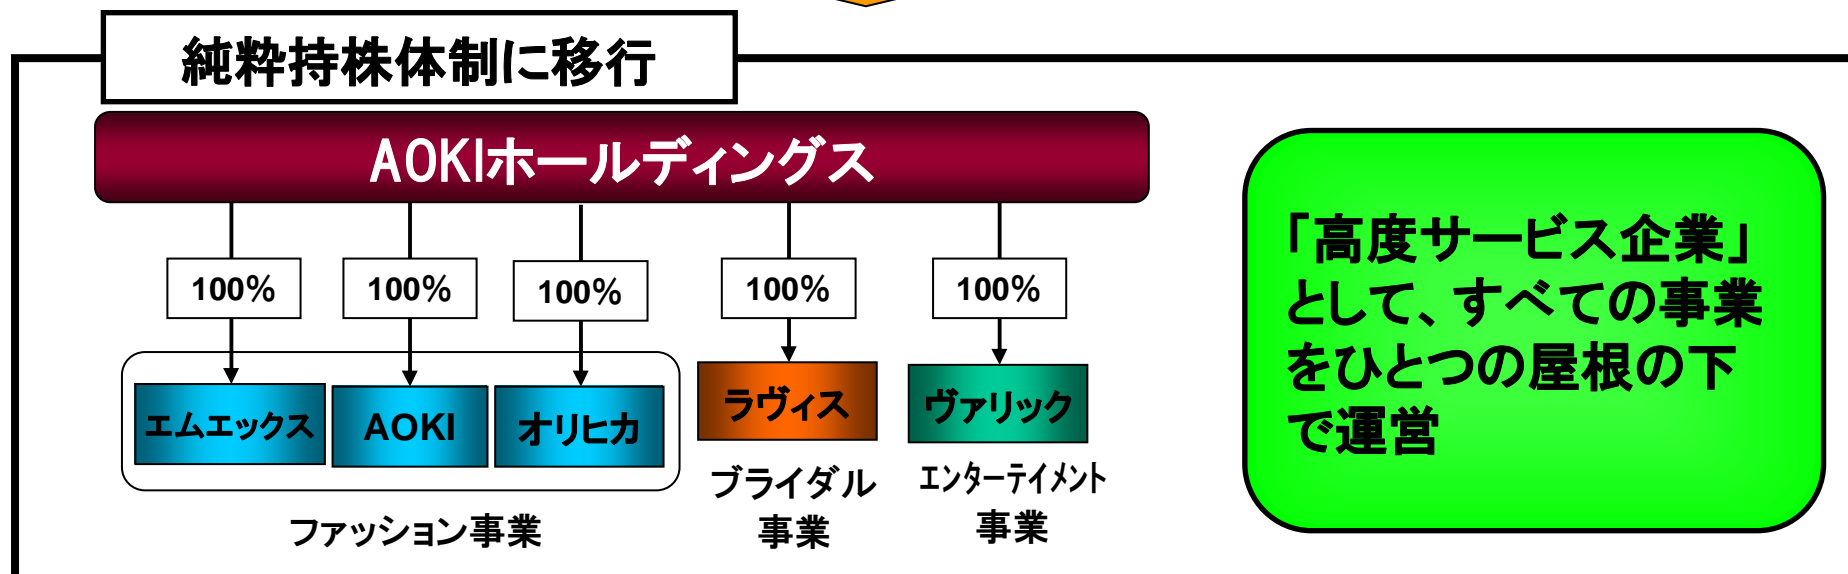 純粋持株体制に移行
AOKIホールディングス
100% 100% 100% 100% 100%
エムエックス AOKI オリヒカ ラヴィス ヴァリック
ファッション事業
ブライダル
事業
エンターテイメント
事業
「高度サービス企業」
として、すべての事業
をひとつの屋根の下
で運営